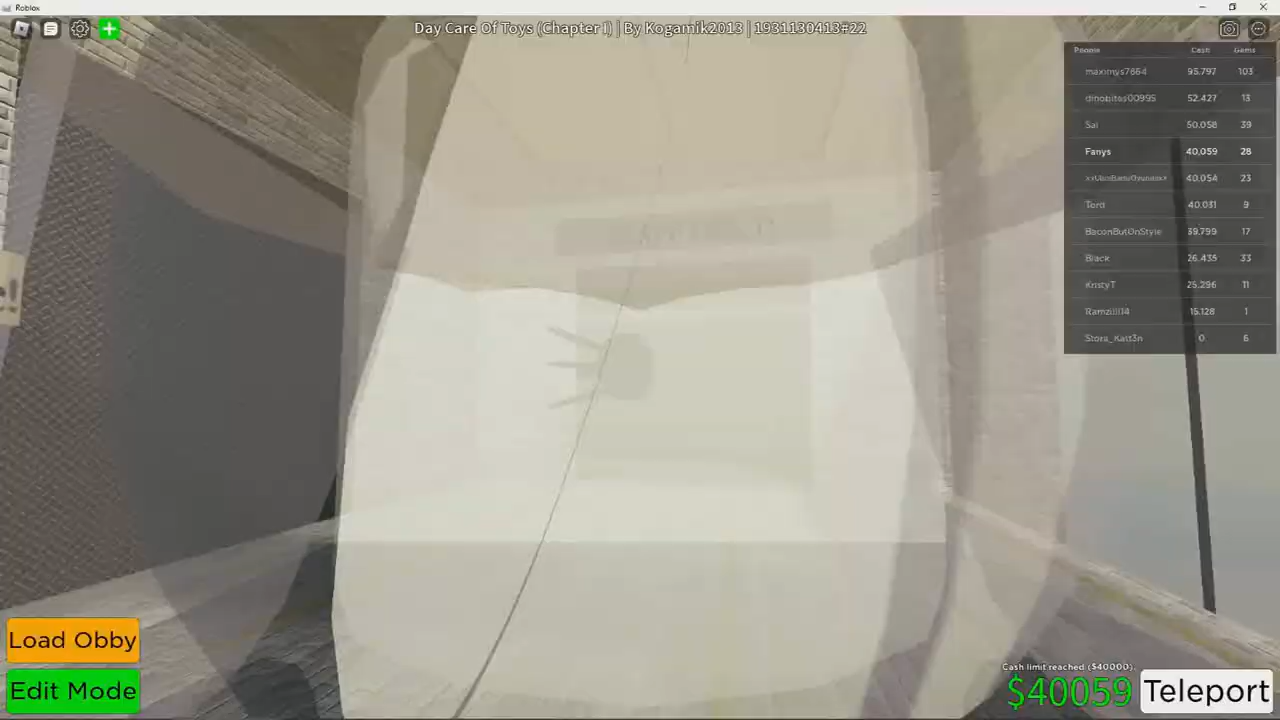 Roblox
Day Care Of Toys (Chapter I) | By Kogamik2013 | 1931130413#22
People Cash Gems
maximys7664 95,797 103
dinobites00995 52,427 13
Sai 50,058 39
Fanys 40,059 28
40,054 23
Tord 40,031 9
BaconButOnStyle 39,799 17
Black 26,435 33
KristyT 25,296 11
15,128 1
0 6
Load Obby
Edit Mode
Cash limit reached ($40000)
$40059
Teleport